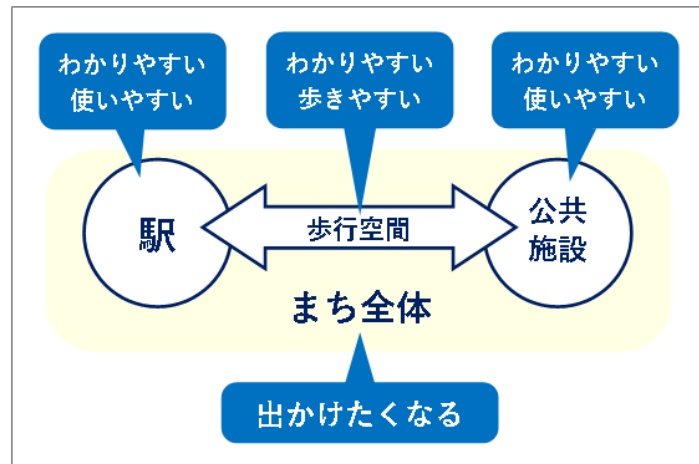 わかりやすい
使いやすい
わかりやすい
歩きやすい
わかりやすい
使いやすい
駅
歩行空間
公共
施設
まち全体
出かけたくなる